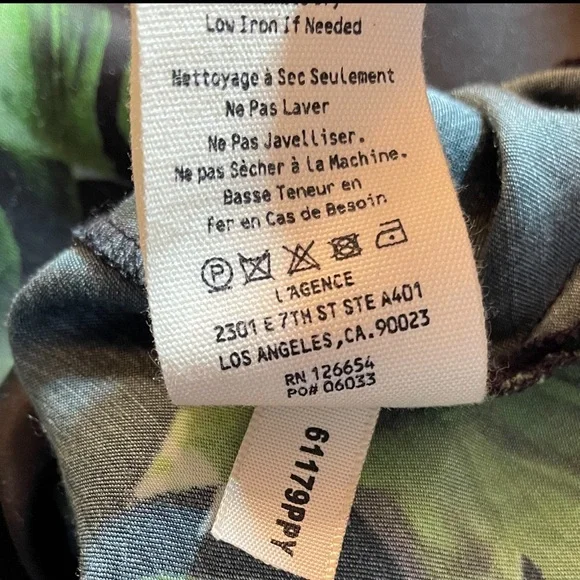 Low Iron If Needed
Nettoyage à Sec Seulement
Ne Pas Laver
Ne Pas Javelliser.
Ne pas Sècher à la Machine.
Basse Teneur en
Fer en Cas de Besoin
P
L'AGENCE
2301 E 7TH ST STE A401
LOS ANGELES, CA. 90023
RN 126654
PO# 06033
61179PPY